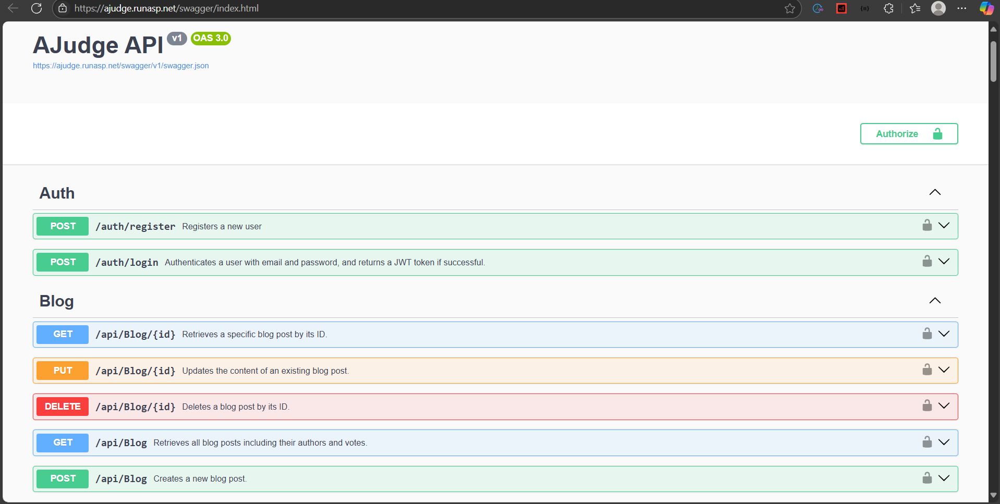 https://ajudge.runasp.net/swagger/index.html
AJudge API v1 OAS 3.0
https://ajudge.runasp.net/swagger/v1/swagger.json
Authorize
Auth
POST /auth/register Registers a new user
POST /auth/login Authenticates a user with email and password, and returns a JWT token if successful.
Blog
GET /api/Blog/{id} Retrieves a specific blog post by its ID.
PUT /api/Blog/{id} Updates the content of an existing blog post.
DELETE /api/Blog/{id} Deletes a blog post by its ID.
GET /api/Blog Retrieves all blog posts including their authors and votes.
POST /api/Blog Creates a new blog post.